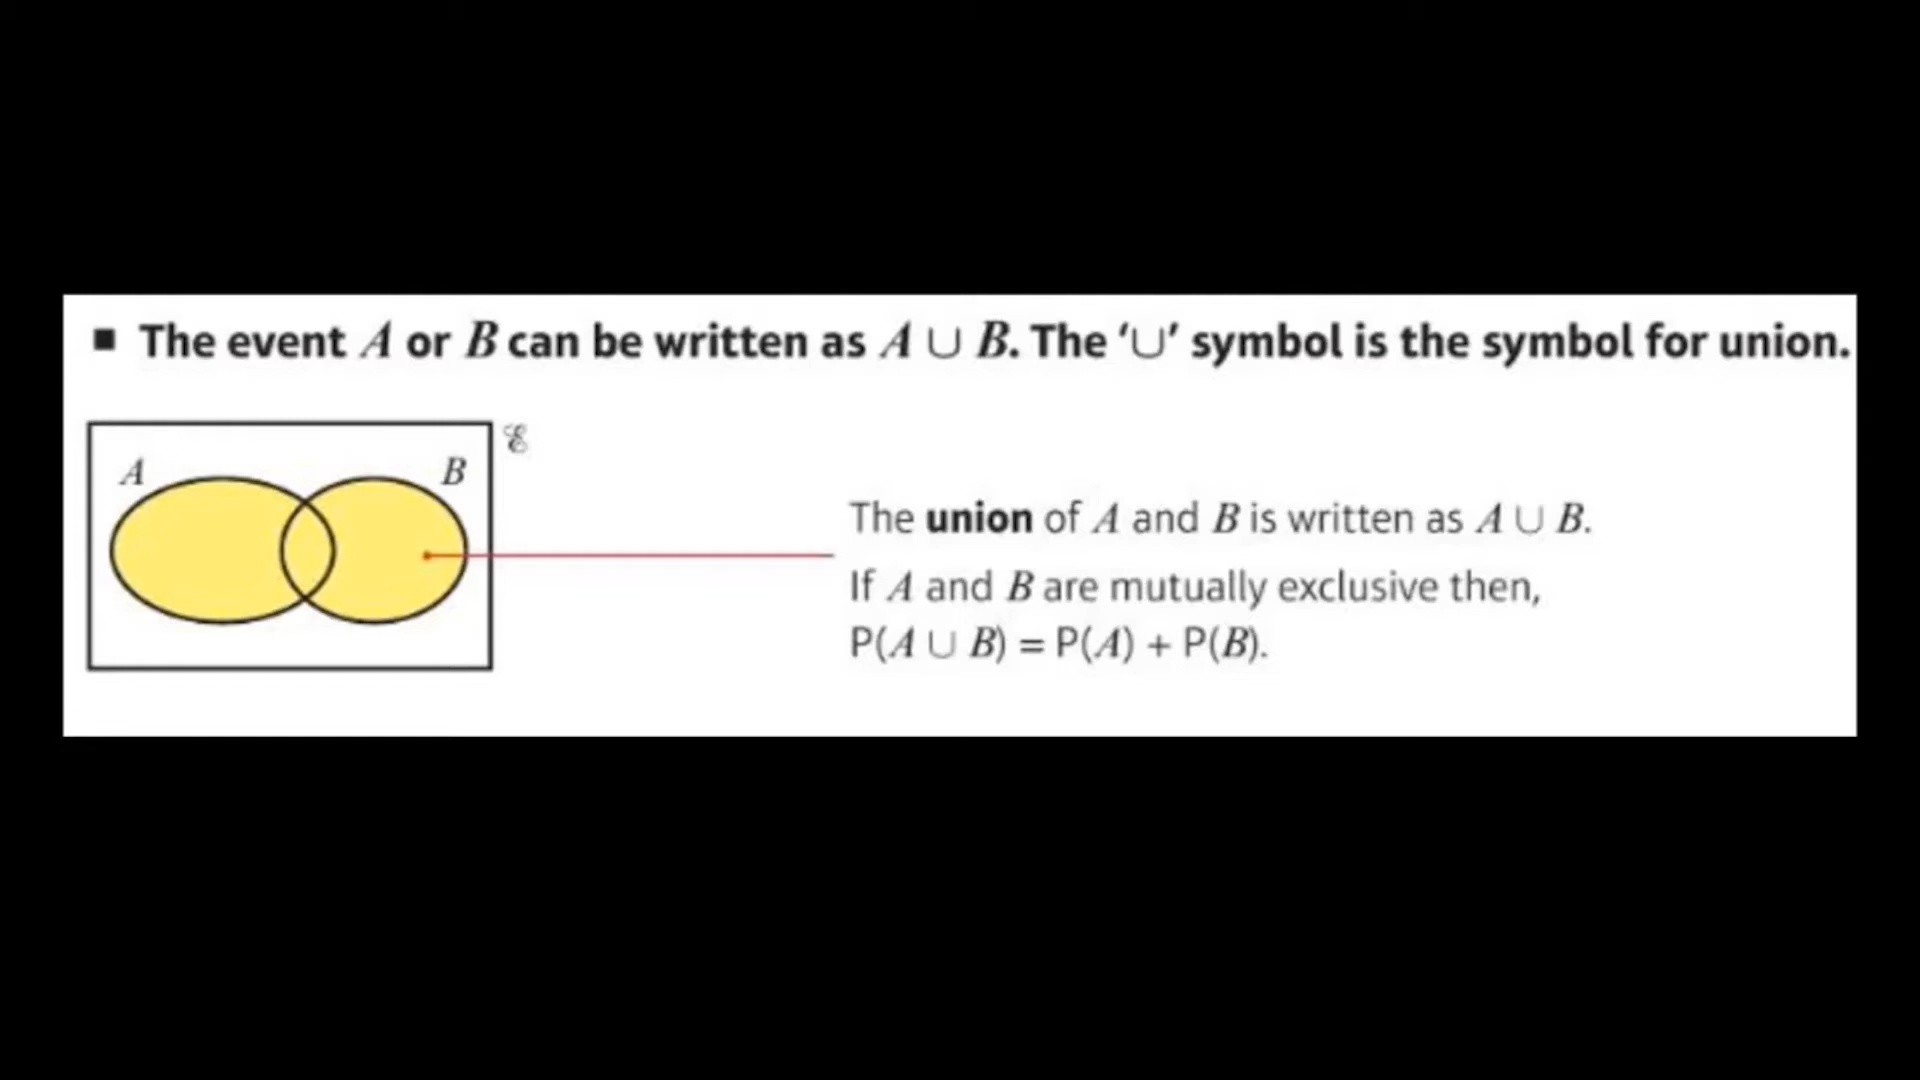 ■ The event A or B can be written as A ∪ B. The ‘∪’ symbol is the symbol for union.
ℰ
A
B
The union of A and B is written as A ∪ B.
If A and B are mutually exclusive then,
P(A ∪ B) = P(A) + P(B).